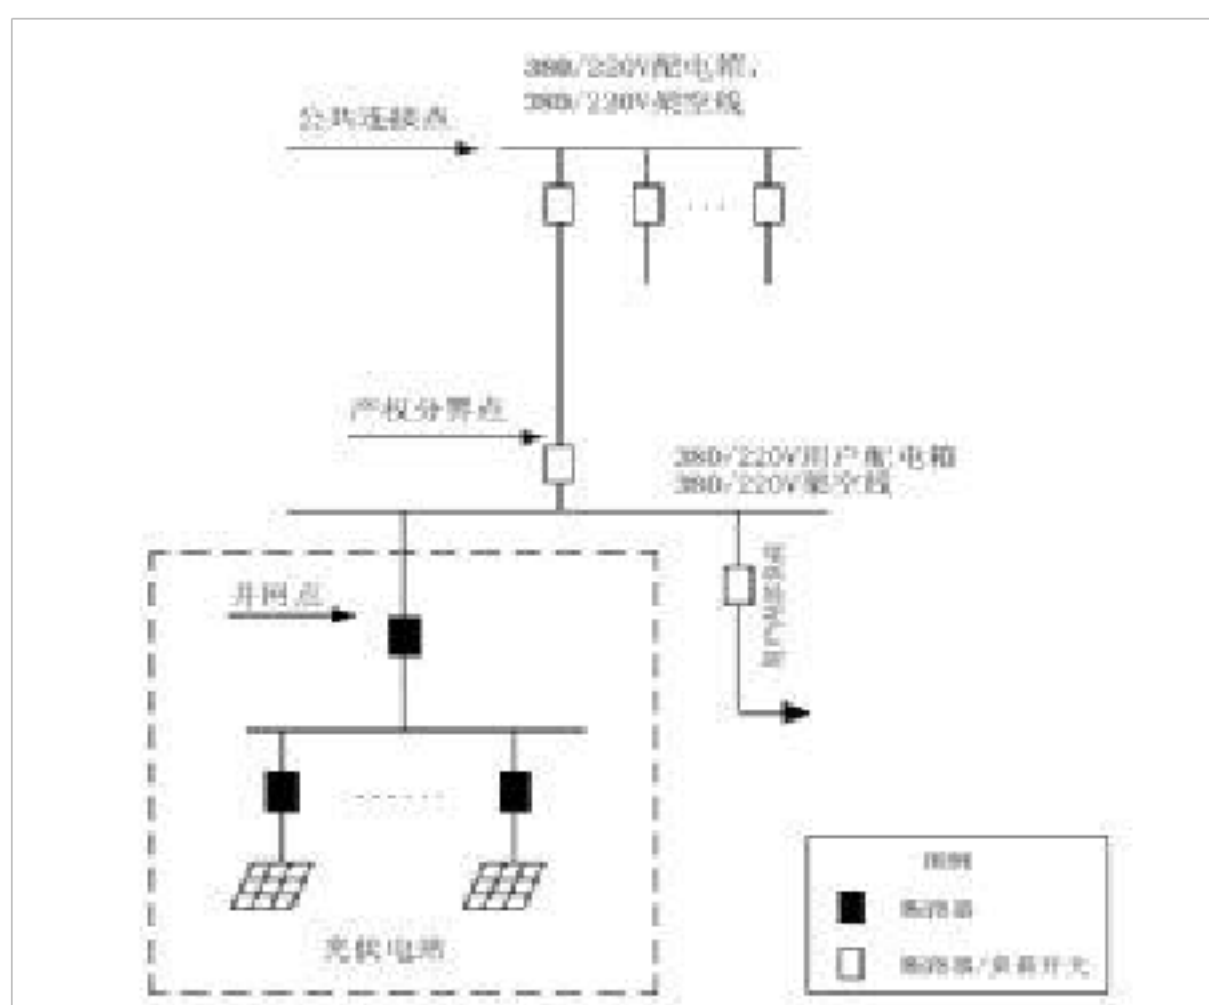 380/220V配电箱，
380/220V架空线
公共连接点
产权分界点
380/220V用户配电箱
380/220V架空线
并网点
用户内部负荷
光伏电站
图例
断路器
断路器/负荷开关